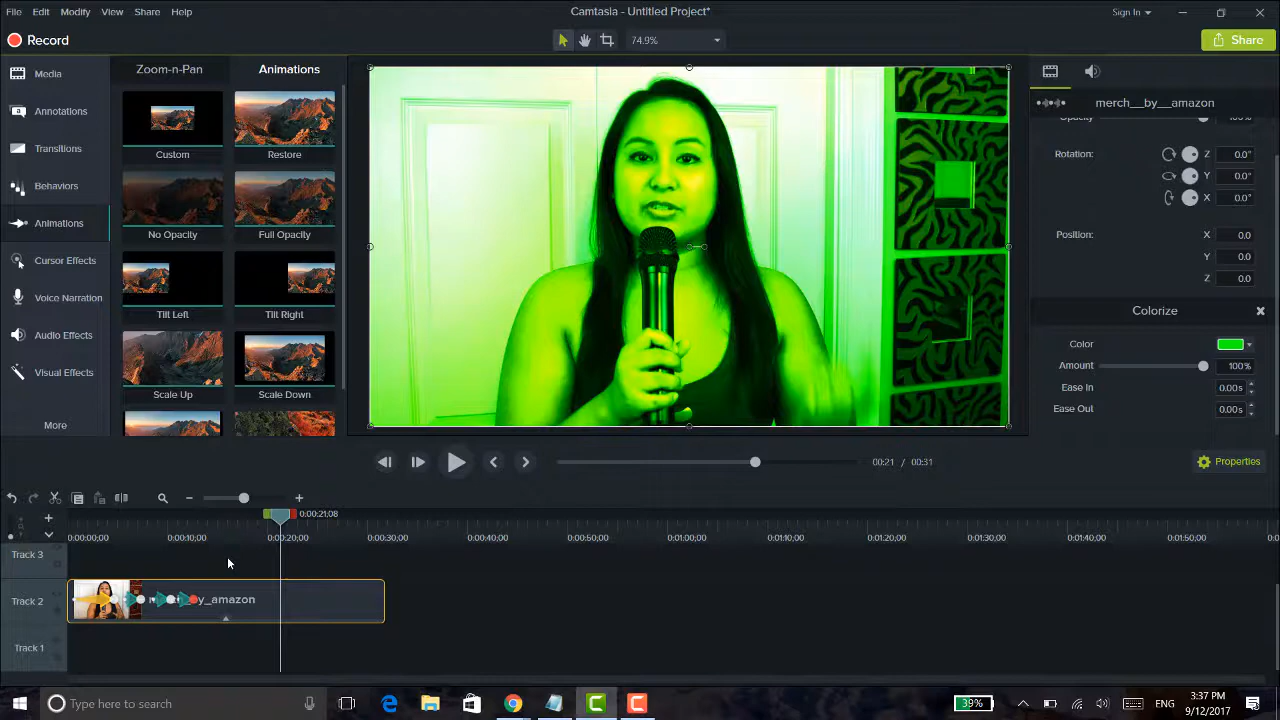 File Edit Modify View Share Help
Camtasia - Untitled Project*
Sign In
Record
74.9%
Share
Media
Annotations
Transitions
Behaviors
Animations
Cursor Effects
Voice Narration
Audio Effects
Visual Effects
More
Zoom-n-Pan Animations
Custom Restore
No Opacity Full Opacity
Tilt Left Tilt Right
Scale Up Scale Down
merch__by__amazon
Opacity 100%
Rotation: Z 0.0°
Y 0.0°
X 0.0°
Position: X 0.0
Y 0.0
Z 0.0
Colorize
Color
Amount 100%
Ease In 0.00s
Ease Out 0.00s
00:21 / 00:31
Properties
0:00:21;08
0:00:00;00 0:00:10;00 0:00:20;00 0:00:30;00 0:00:40;00 0:00:50;00 0:01:00;00 0:01:10;00 0:01:20;00 0:01:30;00 0:01:40;00 0:01:50;00
Track 3
Track 2
y_amazon
Track 1
Type here to search
39%
ENG
3:37 PM
9/12/2017